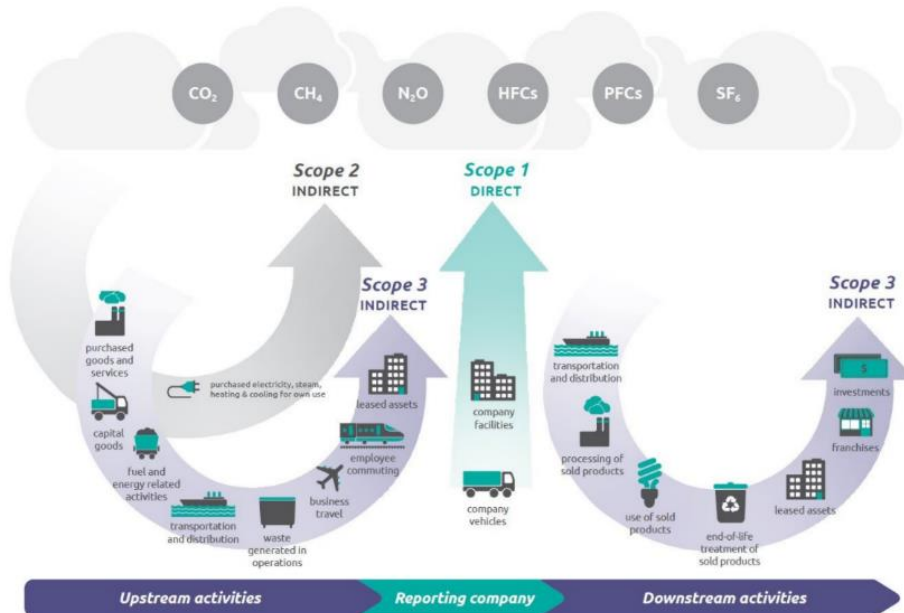 CO₂
CH₄
N₂O
HFCs
PFCs
SF₆
Scope 2
INDIRECT
Scope 1
DIRECT
Scope 3
INDIRECT
Scope 3
INDIRECT
purchased
goods and
services
capital
goods
fuel and
energy related
activities
transportation
and distribution
waste
generated in
operations
business
travel
employee
commuting
leased assets
purchased electricity, steam,
heating & cooling for own use
company
facilities
company
vehicles
transportation
and distribution
processing of
sold products
use of sold
products
end-of-life
treatment of
sold products
leased assets
franchises
investments
$
Upstream activities
Reporting company
Downstream activities